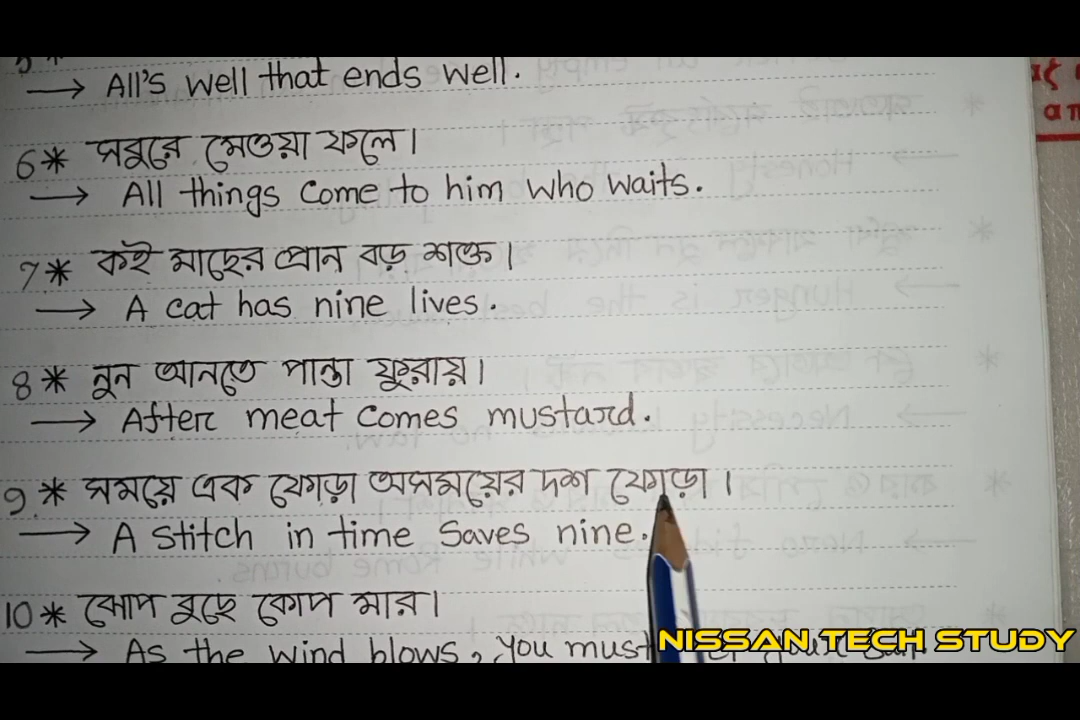 → All's well that ends well.
6* সবুরে মেওয়া ফলে।
→ All things come to him who waits.
7* কই মাছের প্রান বড় শক্ত।
→ A cat has nine lives.
8* নুন আনতে পান্তা ফুরায়।
→ After meat comes mustard.
9* সময়ে এক ফোড়া অসময়ের দশ ফোড়া।
→ A stitch in time saves nine.
10* ঝোপ বুছে কোপ মার।
→ As the wind blows, you must
NISSAN TECH STUDY